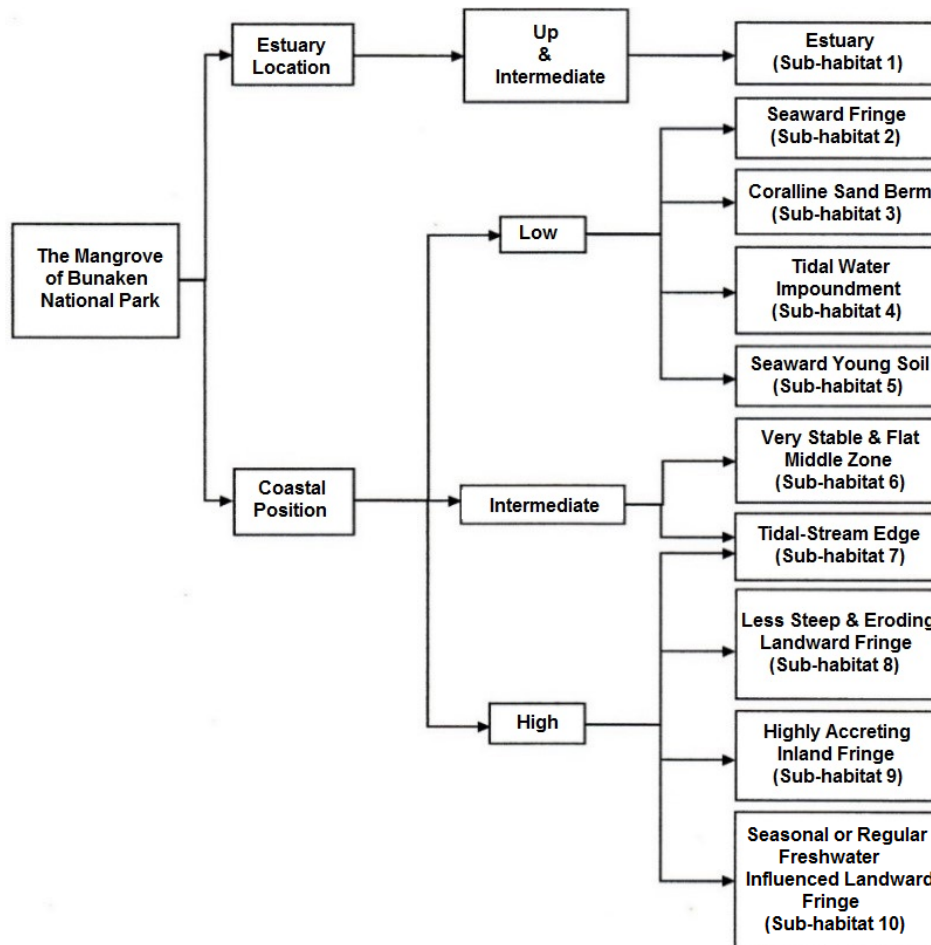 Estuary
Location
Up
&
Intermediate
Estuary
(Sub-habitat 1)
Seaward Fringe
(Sub-habitat 2)
Coralline Sand Berm
(Sub-habitat 3)
Low
The Mangrove
of Bunaken
National Park
Tidal Water
Impoundment
(Sub-habitat 4)
Seaward Young Soil
(Sub-habitat 5)
Coastal
Position
Intermediate
Very Stable & Flat
Middle Zone
(Sub-habitat 6)
Tidal-Stream Edge
(Sub-habitat 7)
Less Steep & Eroding
Landward Fringe
(Sub-habitat 8)
High
Highly Accreting
Inland Fringe
(Sub-habitat 9)
Seasonal or Regular
Freshwater
Influenced Landward
Fringe
(Sub-habitat 10)